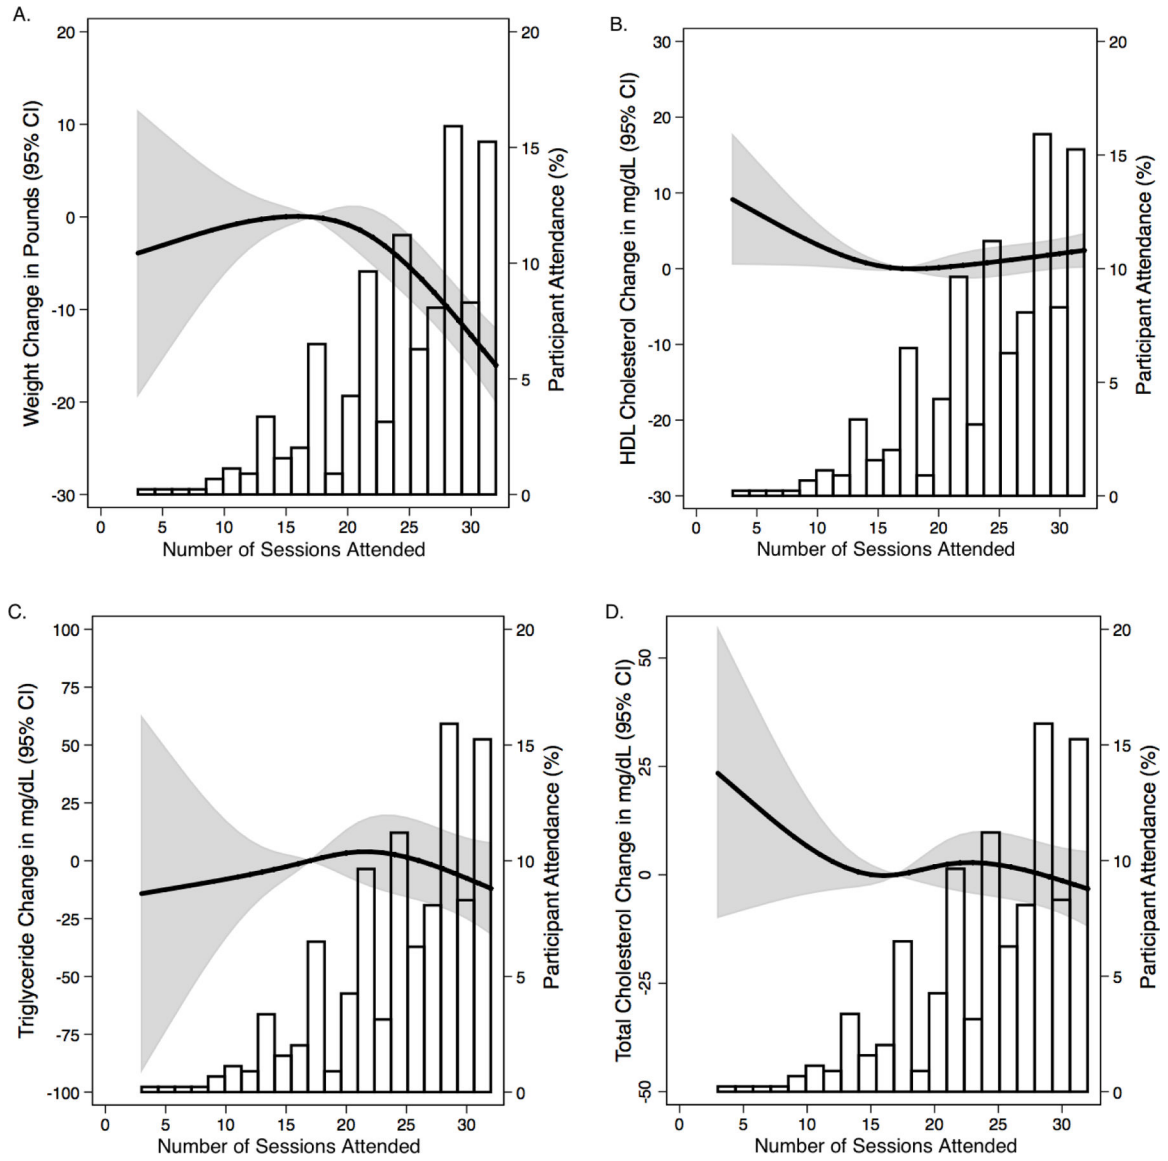 A.
20
10
0
-10
-20
-30
Weight Change in Pounds (95% CI)
20
15
10
5
0
Participant Attendance (%)
0 5 10 15 20 25 30
Number of Sessions Attended
B.
30
20
10
0
-10
-20
-30
HDL Cholesterol Change in mg/dL (95% CI)
20
15
10
5
0
Participant Attendance (%)
0 5 10 15 20 25 30
Number of Sessions Attended
C.
100
75
50
25
0
-25
-50
-75
-100
Triglyceride Change in mg/dL (95% CI)
20
15
10
5
0
Participant Attendance (%)
0 5 10 15 20 25 30
Number of Sessions Attended
D.
50
25
0
-25
-50
Total Cholesterol Change in mg/dL (95% CI)
20
15
10
5
0
Participant Attendance (%)
0 5 10 15 20 25 30
Number of Sessions Attended